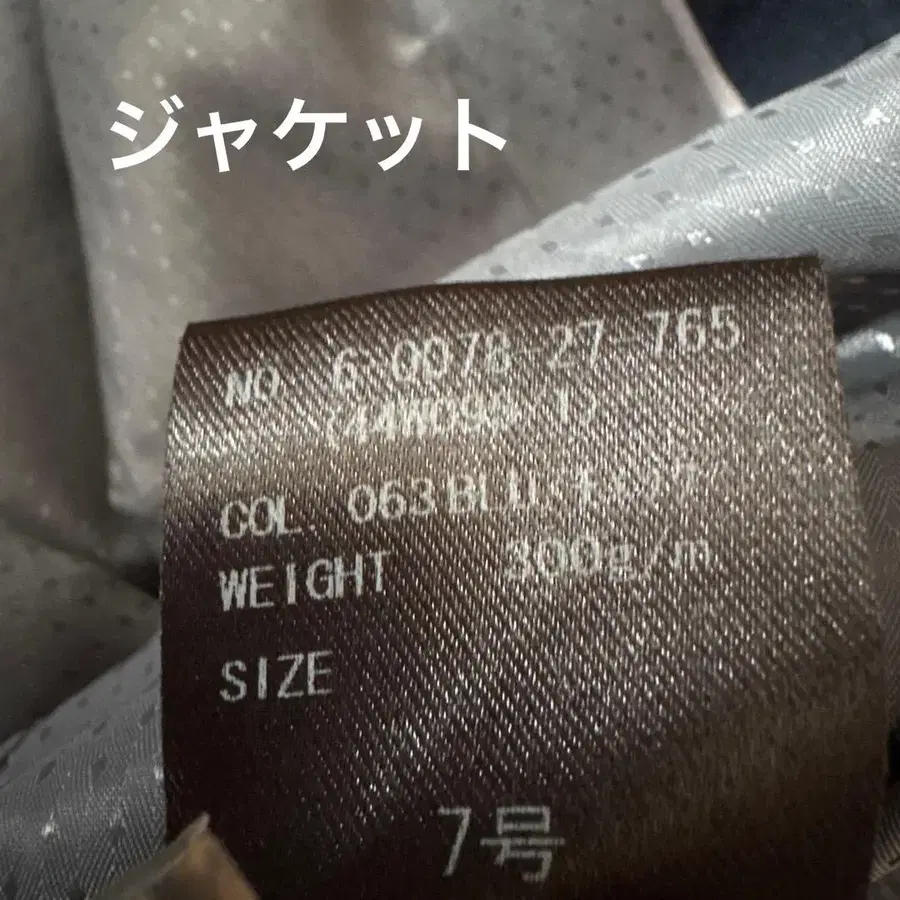 ジャケット
NO. 6-0078-27-765
COL. 063 BLU
WEIGHT 300g/m
SIZE
7号